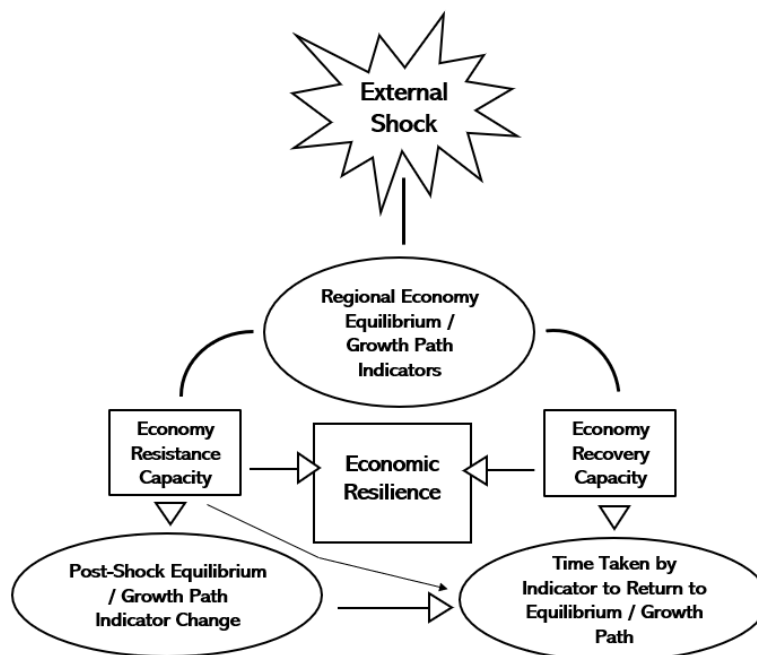 External
Shock
Regional Economy
Equilibrium /
Growth Path
Indicators
Economy
Resistance
Capacity
Economic
Resilience
Economy
Recovery
Capacity
Post-Shock Equilibrium
/ Growth Path
Indicator Change
Time Taken by
Indicator to Return to
Equilibrium / Growth
Path